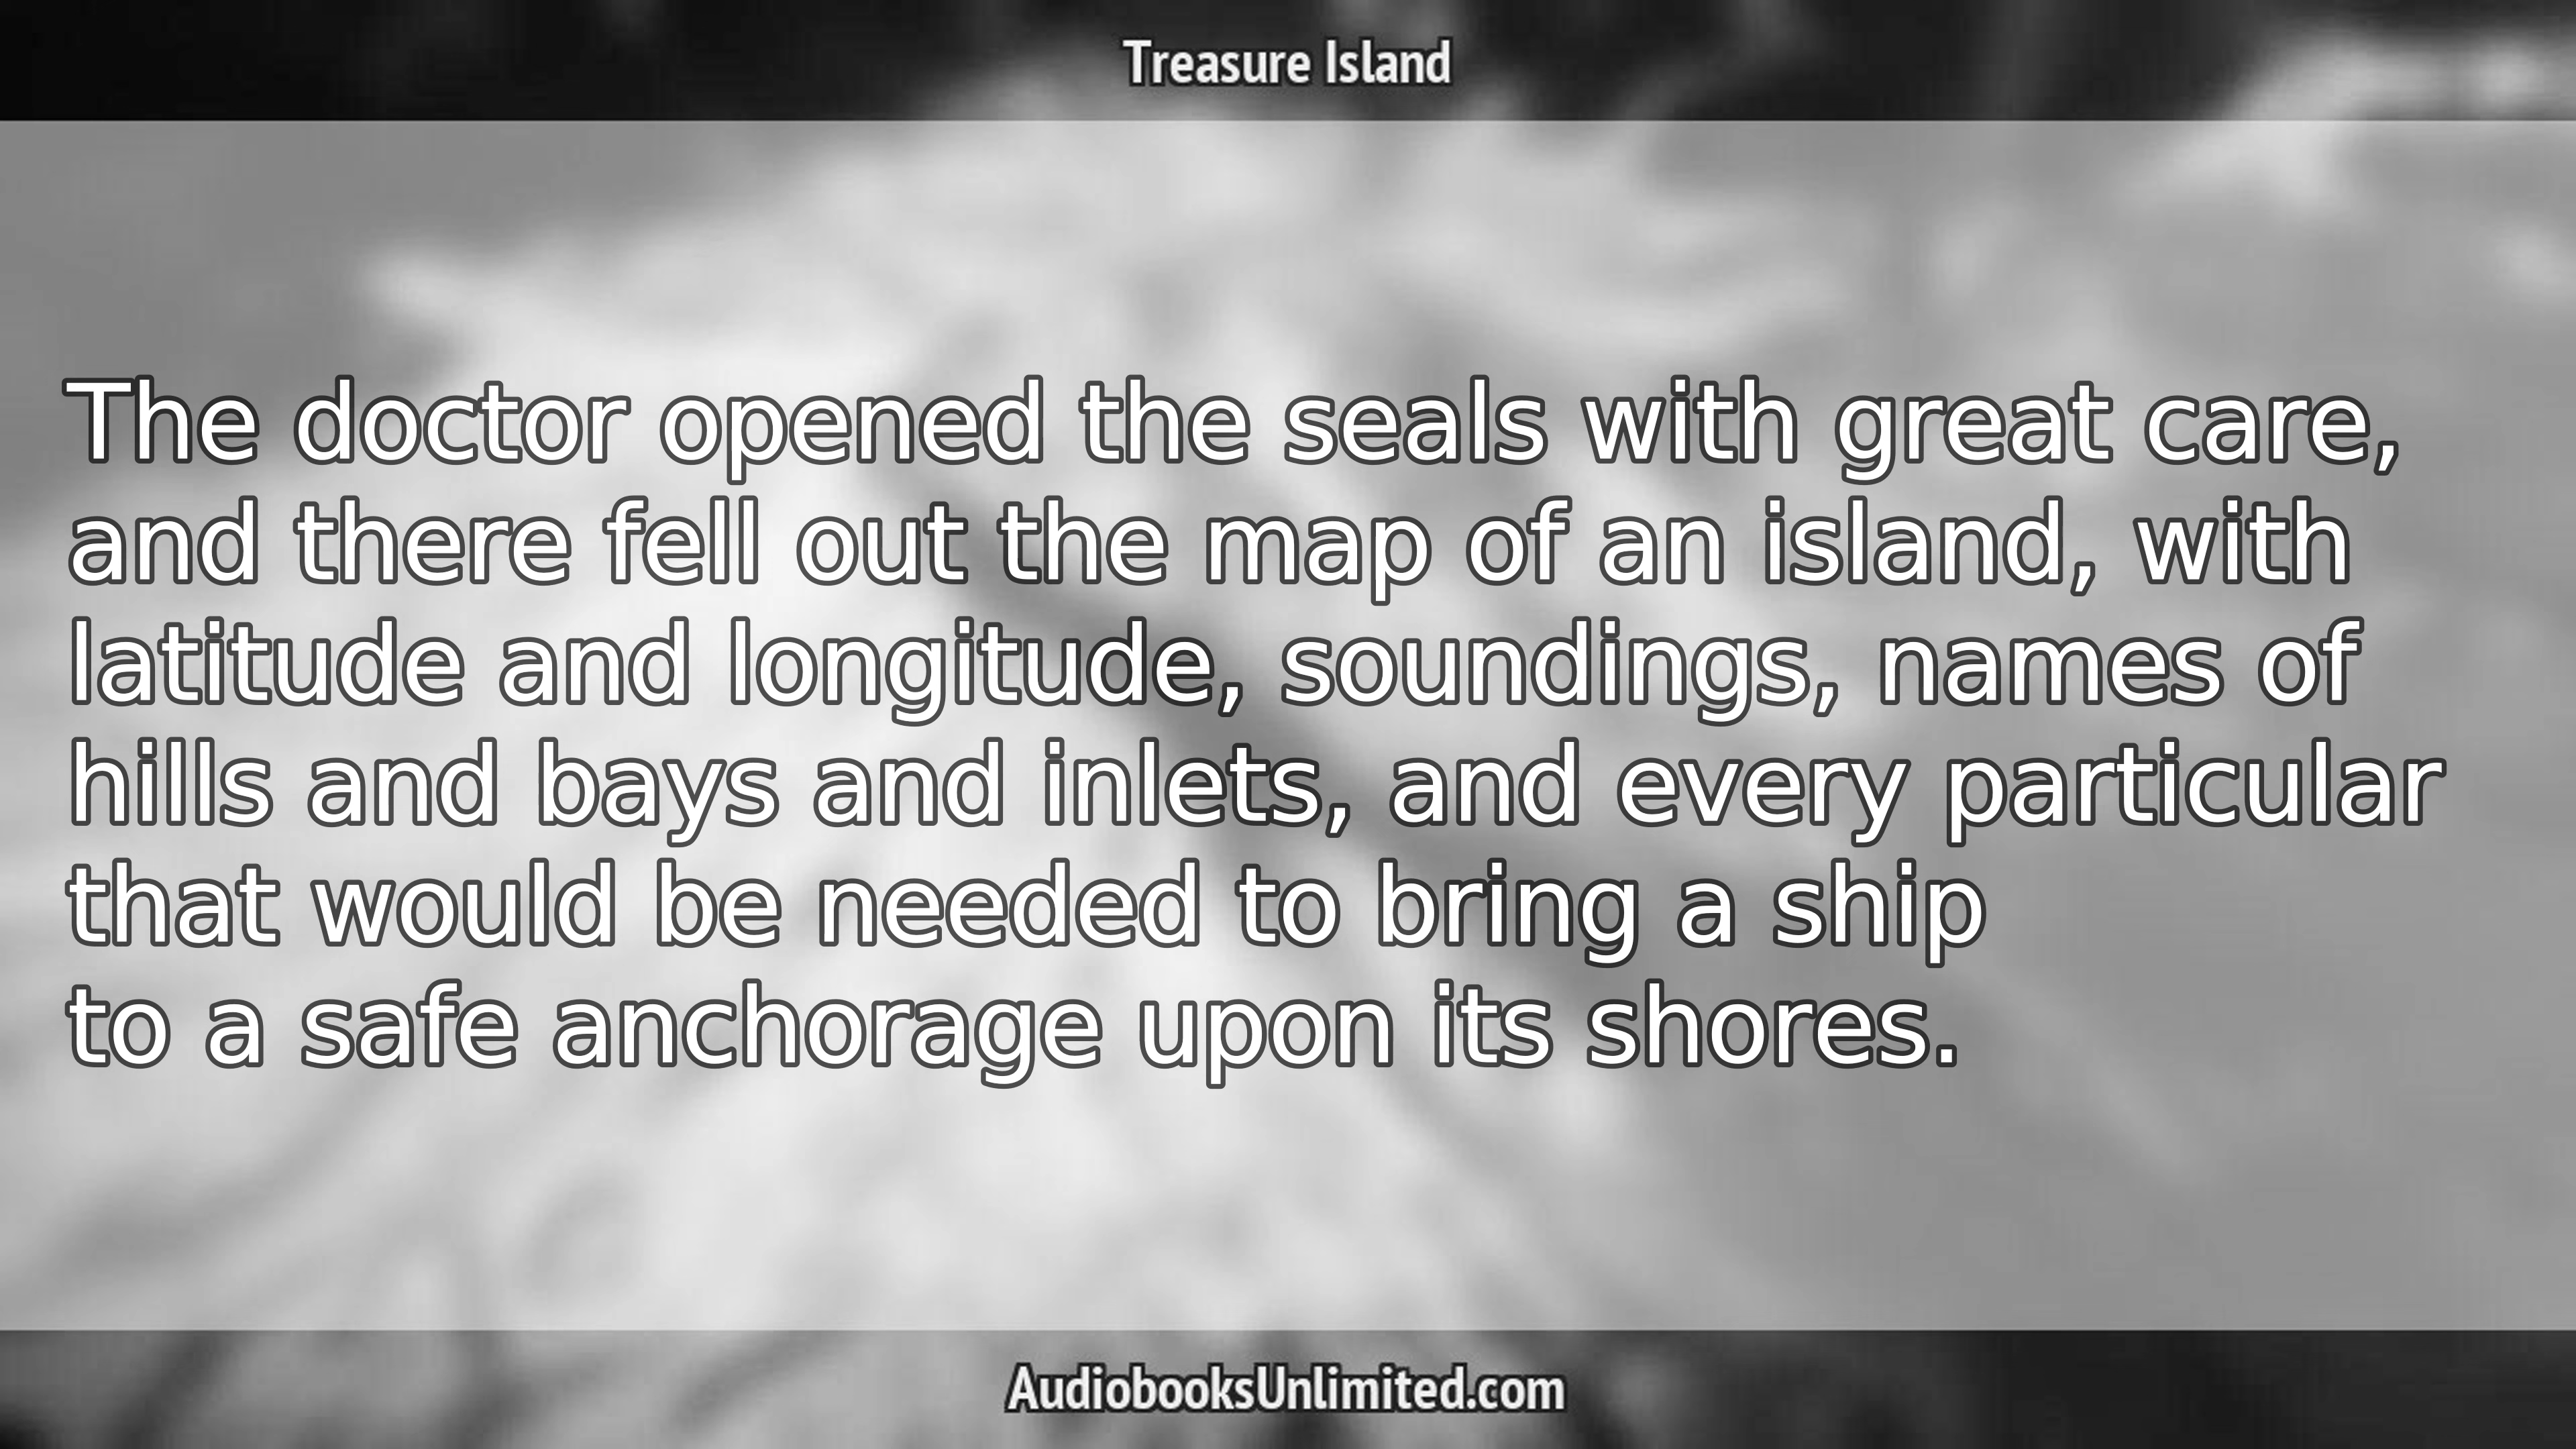 Treasure Island
The doctor opened the seals with great care,
and there fell out the map of an island, with
latitude and longitude, soundings, names of
hills and bays and inlets, and every particular
that would be needed to bring a ship
to a safe anchorage upon its shores.
AudiobooksUnlimited.com